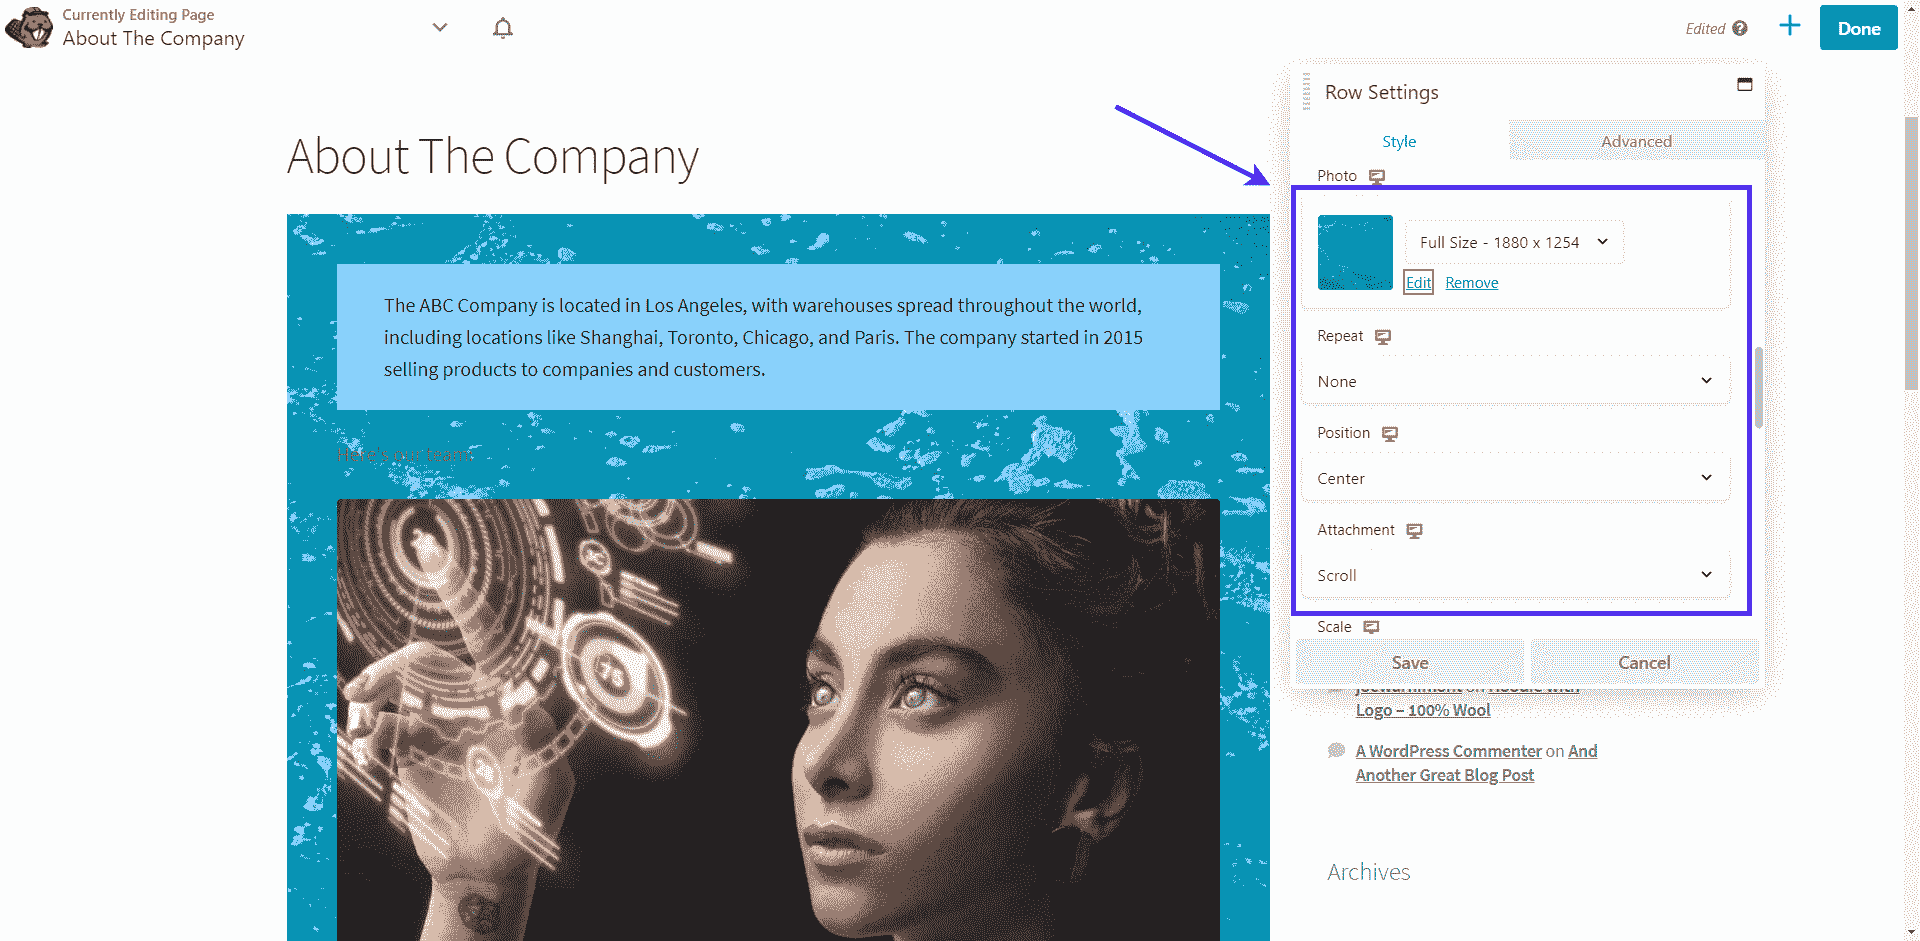 Currently Editing Page
About The Company
Edited
Done
Row Settings
Style
Advanced
Photo
Full Size - 1880 x 1254
Edit
Remove
Repeat
None
Position
Center
Attachment
Scroll
Scale
Save
Cancel
About The Company
The ABC Company is located in Los Angeles, with warehouses spread throughout the world,
including locations like Shanghai, Toronto, Chicago, and Paris. The company started in 2015
selling products to companies and customers.
Here's our team:
76
on Hoodie with
Logo – 100% Wool
A WordPress Commenter on And
Another Great Blog Post
Archives